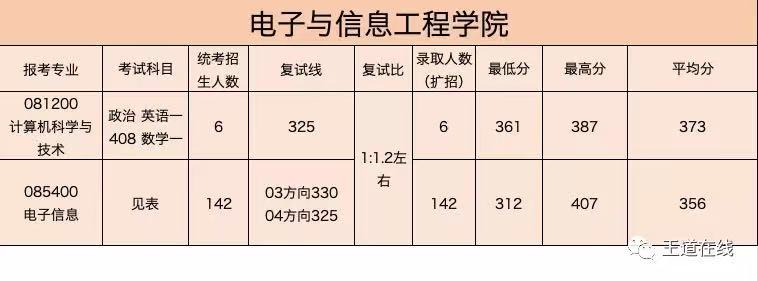 电子与信息工程学院
报考专业 考试科目 统考招生人数 复试线 复试比 录取人数（扩招） 最低分 最高分 平均分
081200 计算机科学与技术 政治 英语一 408 数学一 6 325 1:1.2左右 6 361 387 373
085400 电子信息 见表 142 03方向330 04方向325 142 312 407 356
王道在线